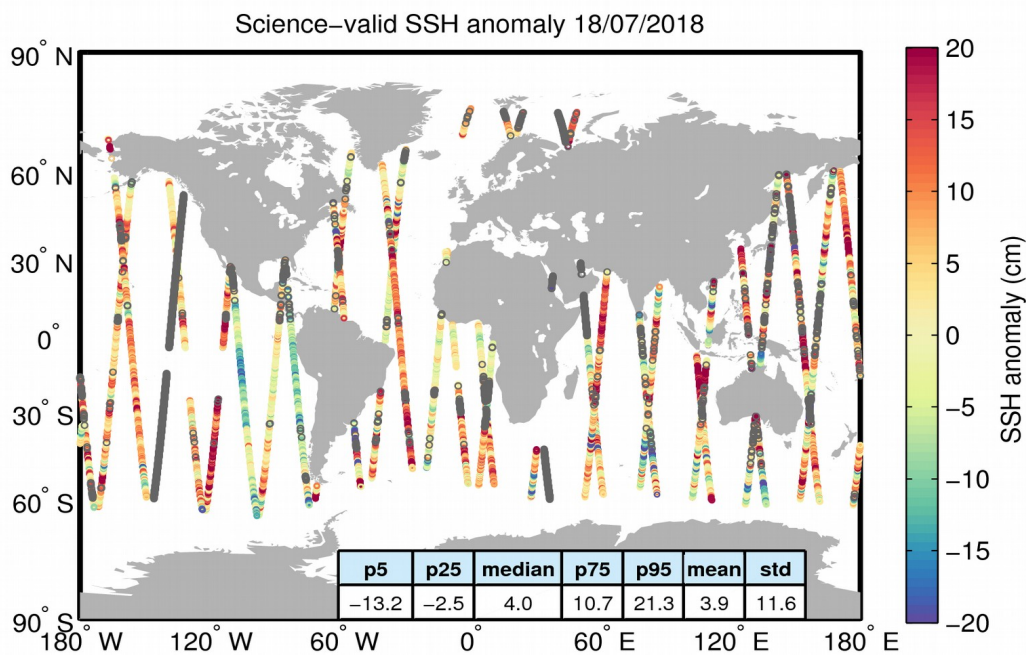 Science−valid SSH anomaly 18/07/2018
90° N
60° N
30° N
0°
30° S
60° S
90° S
180° W 120° W 60° W 0° 60° E 120° E 180° E
p5 p25 median p75 p95 mean std
−13.2 −2.5 4.0 10.7 21.3 3.9 11.6
20
15
10
5
0
−5
−10
−15
−20
SSH anomaly (cm)